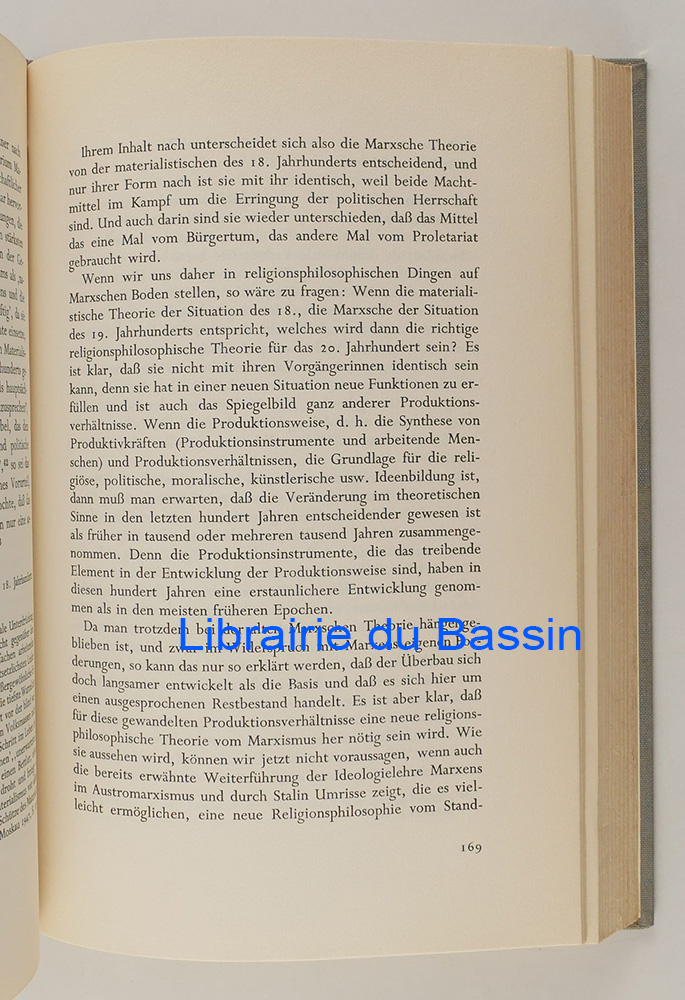 Ihrem Inhalt nach unterscheidet sich also die Marxsche Theorie
von der materialistischen des 18. Jahrhunderts entscheidend, und
nur ihrer Form nach ist sie mit ihr identisch, weil beide Macht-
mittel im Kampf um die Erringung der politischen Herrschaft
sind. Und auch darin sind sie wieder unterschieden, daß das Mittel
das eine Mal vom Bürgertum, das andere Mal vom Proletariat
gebraucht wird.
Wenn wir uns daher in religionsphilosophischen Dingen auf
Marxschen Boden stellen, so wäre zu fragen: Wenn die materiali-
stische Theorie der Situation des 18., die Marxsche der Situation
des 19. Jahrhunderts entspricht, welches wird dann die richtige
religionsphilosophische Theorie für das 20. Jahrhundert sein? Es
ist klar, daß sie nicht mit ihren Vorgängerinnen identisch sein
kann, denn sie hat in einer neuen Situation neue Funktionen zu er-
füllen und ist auch das Spiegelbild ganz anderer Produktions-
verhältnisse. Wenn die Produktionsweise, d. h. die Synthese von
Produktivkräften (Produktionsinstrumente und arbeitende Men-
schen) und Produktionsverhältnissen, die Grundlage für die reli-
giöse, politische, moralische, künstlerische usw. Ideenbildung ist,
dann muß man erwarten, daß die Veränderung im theoretischen
Sinne in den letzten hundert Jahren entscheidender gewesen ist
als früher in tausend oder mehreren tausend Jahren zusammenge-
nommen. Denn die Produktionsinstrumente, die das treibende
Element in der Entwicklung der Produktionsweise sind, haben in
diesen hundert Jahren eine erstaunlichere Entwicklung genom-
men als in den meisten früheren Epochen.
Da man trotzdem bei der alten Marxschen Theorie hängenge-
blieben ist, und zwar im Widerspruch mit Marxens eigenen For-
derungen, so kann das nur so erklärt werden, daß der Überbau sich
doch langsamer entwickelt als die Basis und daß es sich hier um
einen ausgesprochenen Restbestand handelt. Es ist aber klar, daß
für diese gewandelten Produktionsverhältnisse eine neue religions-
philosophische Theorie vom Marxismus her nötig sein wird. Wie
sie aussehen wird, können wir jetzt nicht voraussagen, wenn auch
die bereits erwähnte Weiterführung der Ideologielehre Marxens
im Austromarxismus und durch Stalin Umrisse zeigt, die es viel-
leicht ermöglichen, eine neue Religionsphilosophie vom Stand-
169
Librairie du Bassin